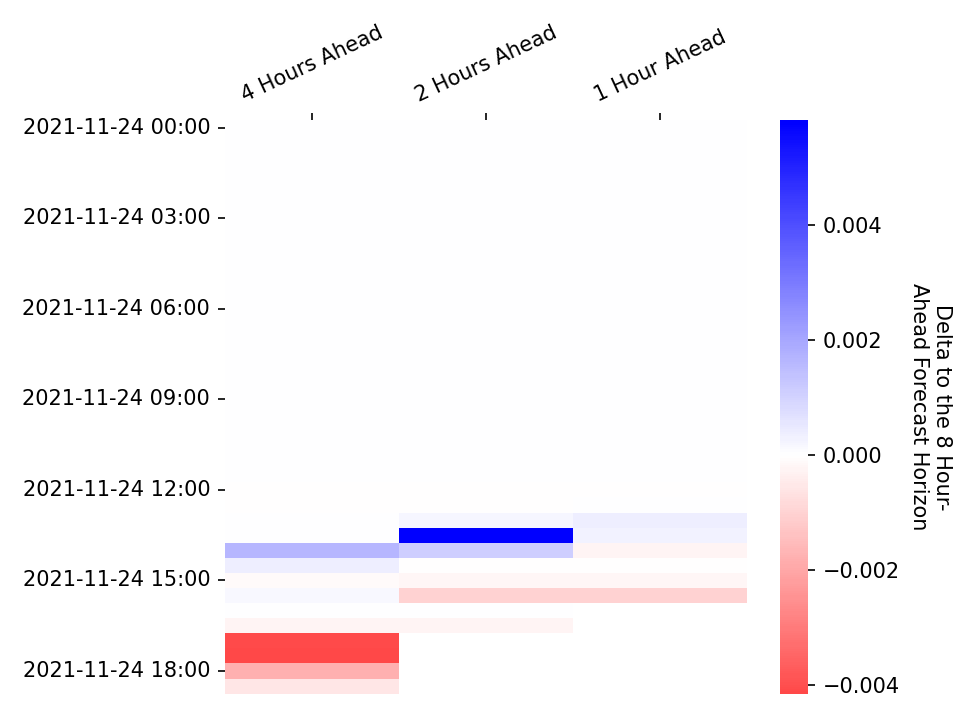 4 Hours Ahead
2 Hours Ahead
1 Hour Ahead
2021-11-24 00:00
2021-11-24 03:00
2021-11-24 06:00
2021-11-24 09:00
2021-11-24 12:00
2021-11-24 15:00
2021-11-24 18:00
0.004
0.002
0.000
−0.002
−0.004
Delta to the 8 Hour-
Ahead Forecast Horizon